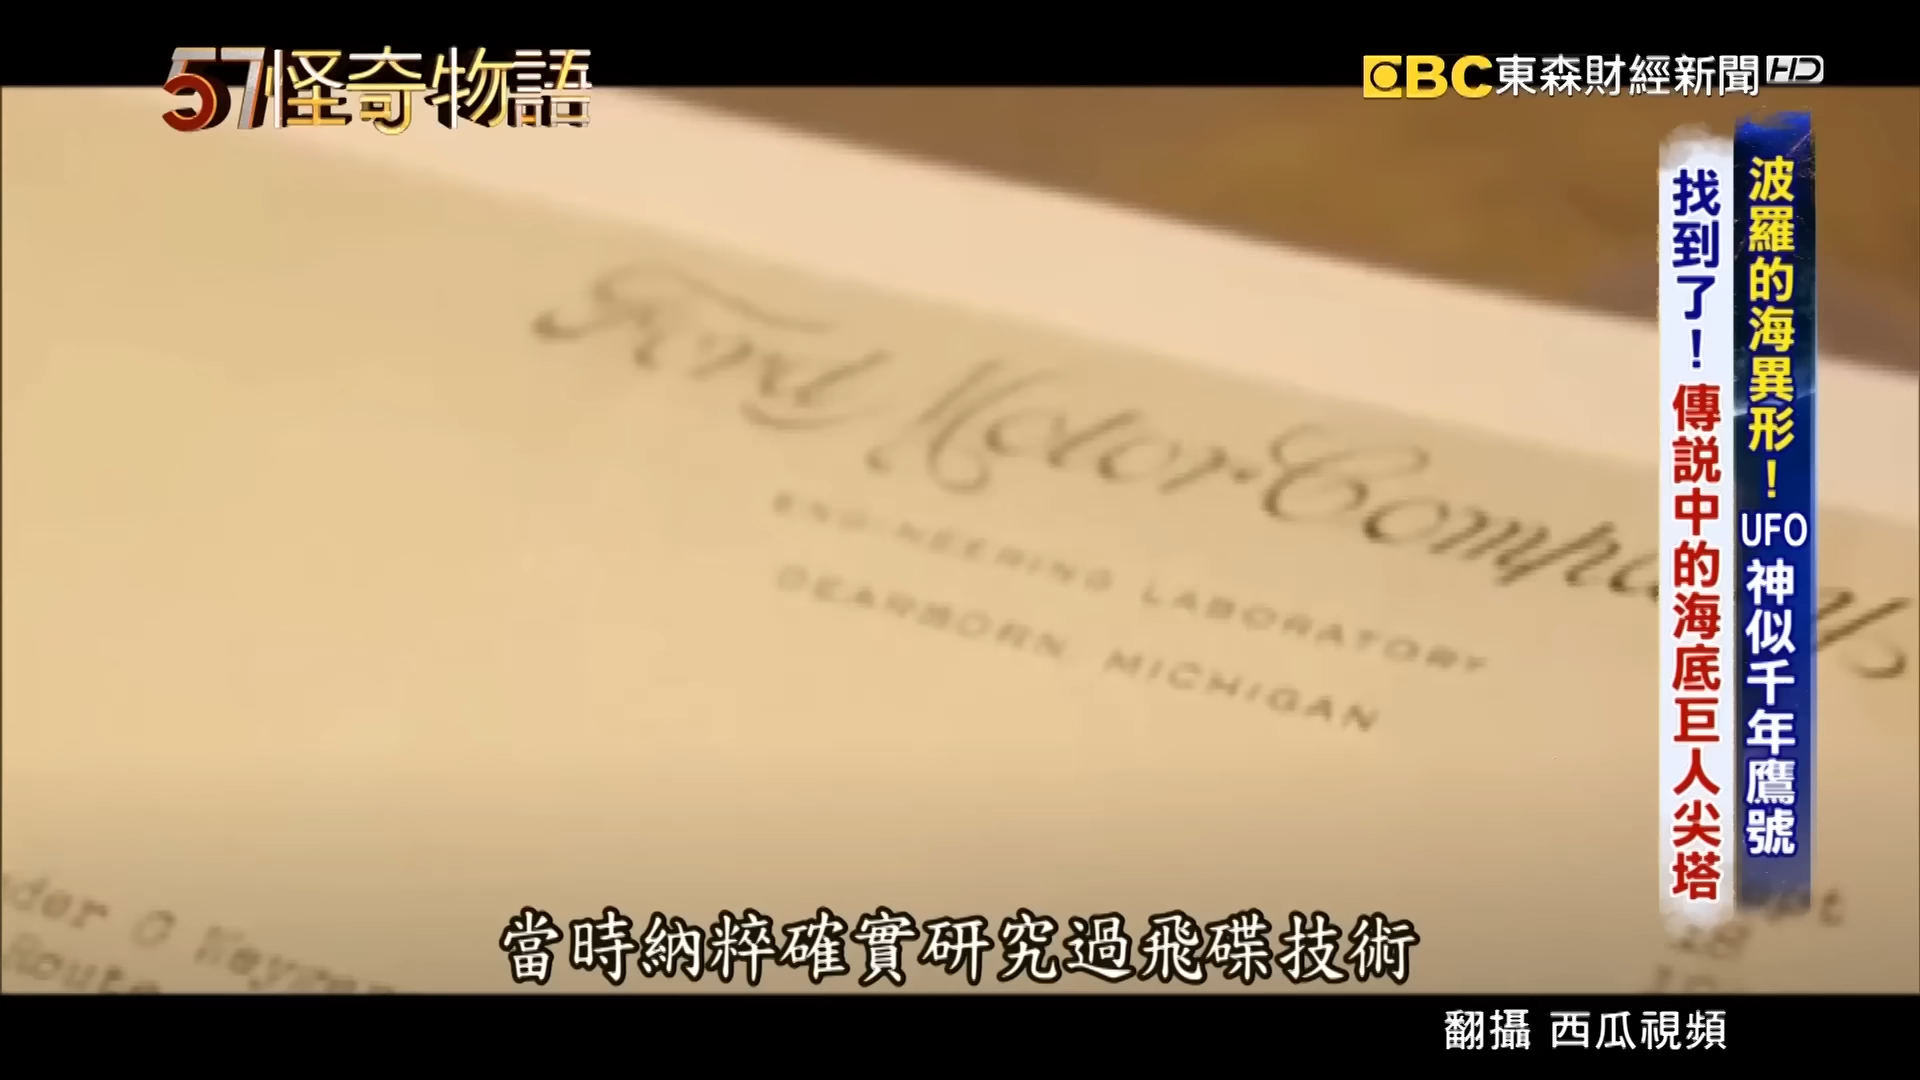 57怪奇物語
EBC東森財經新聞HD
波羅的海異形！UFO神似千年鷹號
找到了！傳說中的海底巨人尖塔
Ford Motor Company
ENGINEERING LABORATORY
DEARBORN, MICHIGAN
Route
18
當時納粹確實研究過飛碟技術
翻攝 西瓜視頻